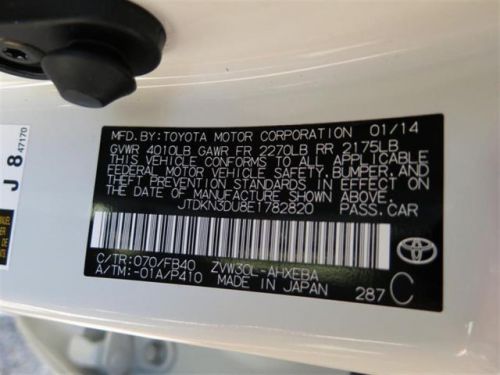 MFD. BY: TOYOTA MOTOR CORPORATION 01/14
GVWR 4010LB GAWR FR 2270LB RR 2175LB
THIS VEHICLE CONFORMS TO ALL APPLICABLE
FEDERAL MOTOR VEHICLE SAFETY, BUMPER, AND
THEFT PREVENTION STANDARDS IN EFFECT ON
THE DATE OF MANUFACTURE SHOWN ABOVE.
JTDKN3DU8E1782820 PASS. CAR
C/TR: 070/FB40 ZVW30L-AHXEBA
A/TM: -01A/P410 MADE IN JAPAN 287 C
J 8 47170